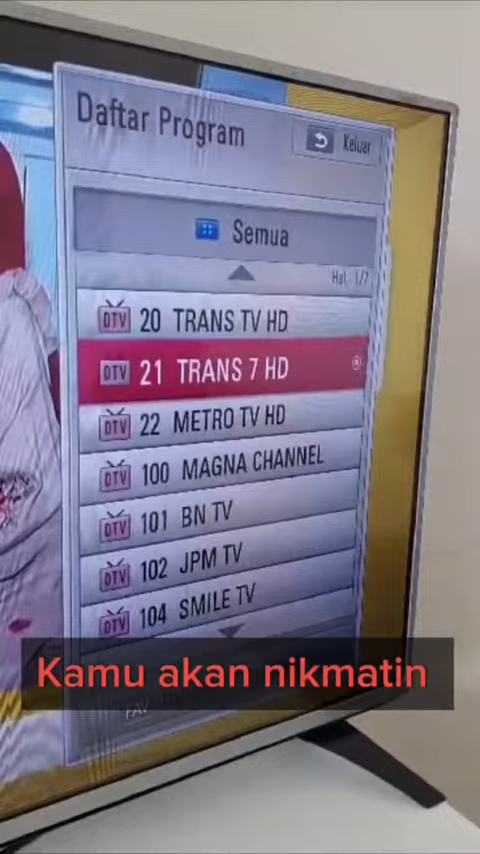 Daftar Program
Keluar
Semua
Hal. 1/7
DTV 20 TRANS TV HD
DTV 21 TRANS 7 HD
DTV 22 METRO TV HD
DTV 100 MAGNA CHANNEL
DTV 101 BN TV
DTV 102 JPM TV
DTV 104 SMILE TV
Kamu akan nikmatin
FAV